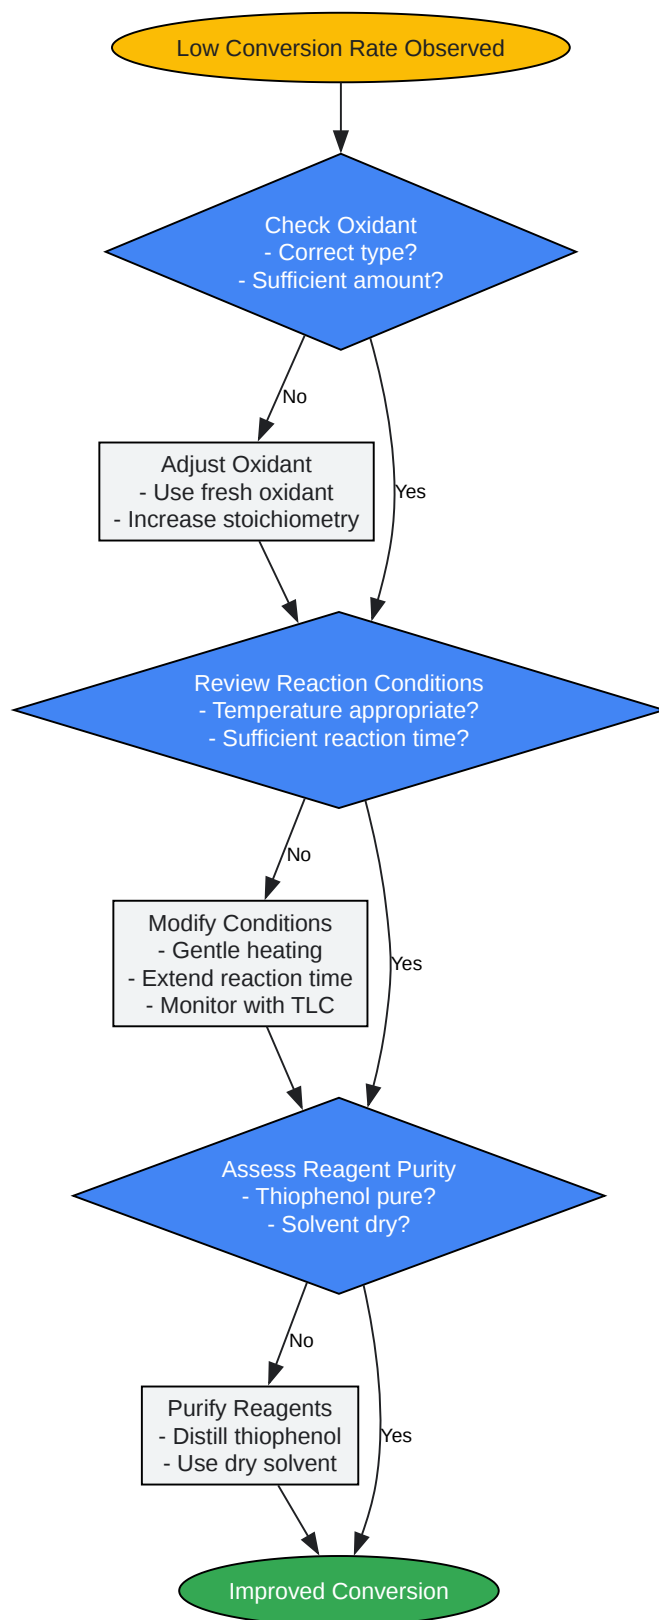 Low Conversion Rate Observed
Check Oxidant
- Correct type?
- Sufficient amount?
No
Yes
Adjust Oxidant
- Use fresh oxidant
- Increase stoichiometry
Review Reaction Conditions
- Temperature appropriate?
- Sufficient reaction time?
No
Yes
Modify Conditions
- Gentle heating
- Extend reaction time
- Monitor with TLC
Assess Reagent Purity
- Thiophenol pure?
- Solvent dry?
No
Yes
Purify Reagents
- Distill thiophenol
- Use dry solvent
Improved Conversion